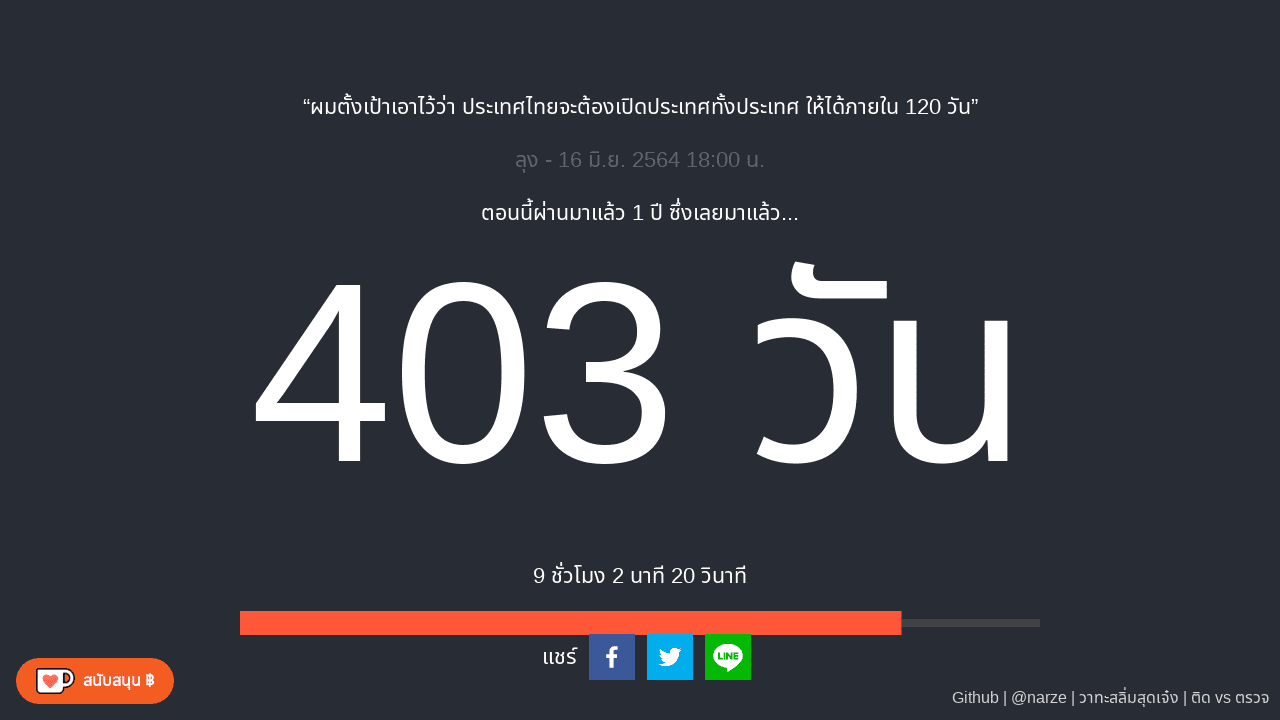 “ผมตั้งเป้าเอาไว้ว่า ประเทศไทยจะต้องเปิดประเทศทั้งประเทศ ให้ได้ภายใน 120 วัน”
ลุง - 16 มิ.ย. 2564 18:00 น.
ตอนนี้ผ่านมาแล้ว 1 ปี ซึ่งเลยมาแล้ว...
403 วัน
9 ชั่วโมง 2 นาที 20 วินาที
แชร์
LINE
สนับสนุน ฿
Github | @narze | วาทะสลิ่มสุดเจ๋ง | ติด vs ตรวจ